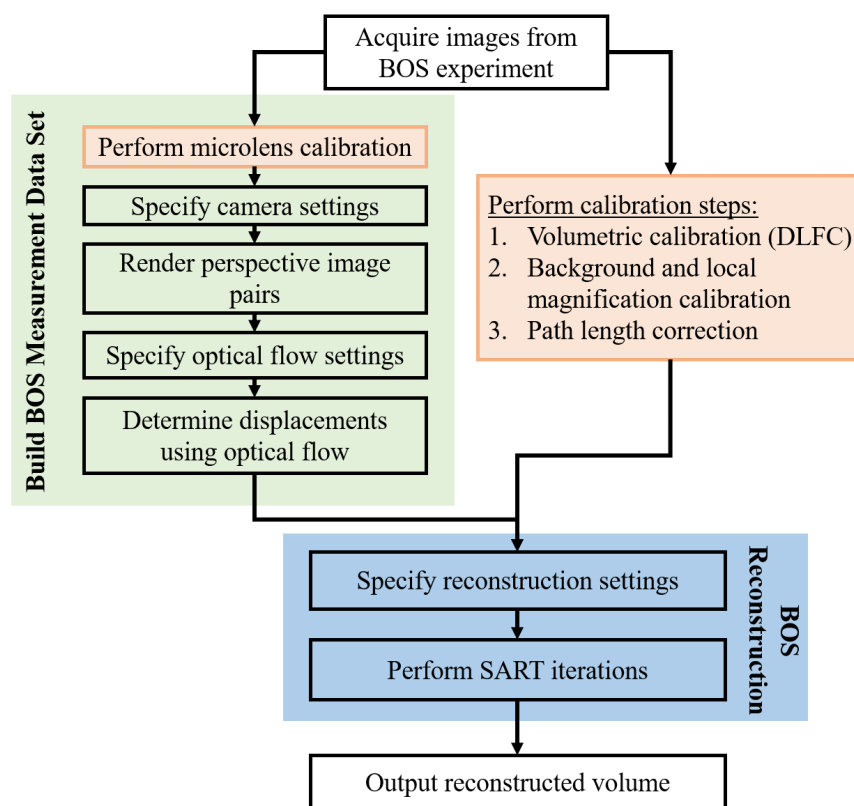 Acquire images from
BOS experiment
Build BOS Measurement Data Set
Perform microlens calibration
Specify camera settings
Render perspective image
pairs
Specify optical flow settings
Determine displacements
using optical flow
Perform calibration steps:
1. Volumetric calibration (DLFC)
2. Background and local
magnification calibration
3. Path length correction
Specify reconstruction settings
Perform SART iterations
BOS
Reconstruction
Output reconstructed volume